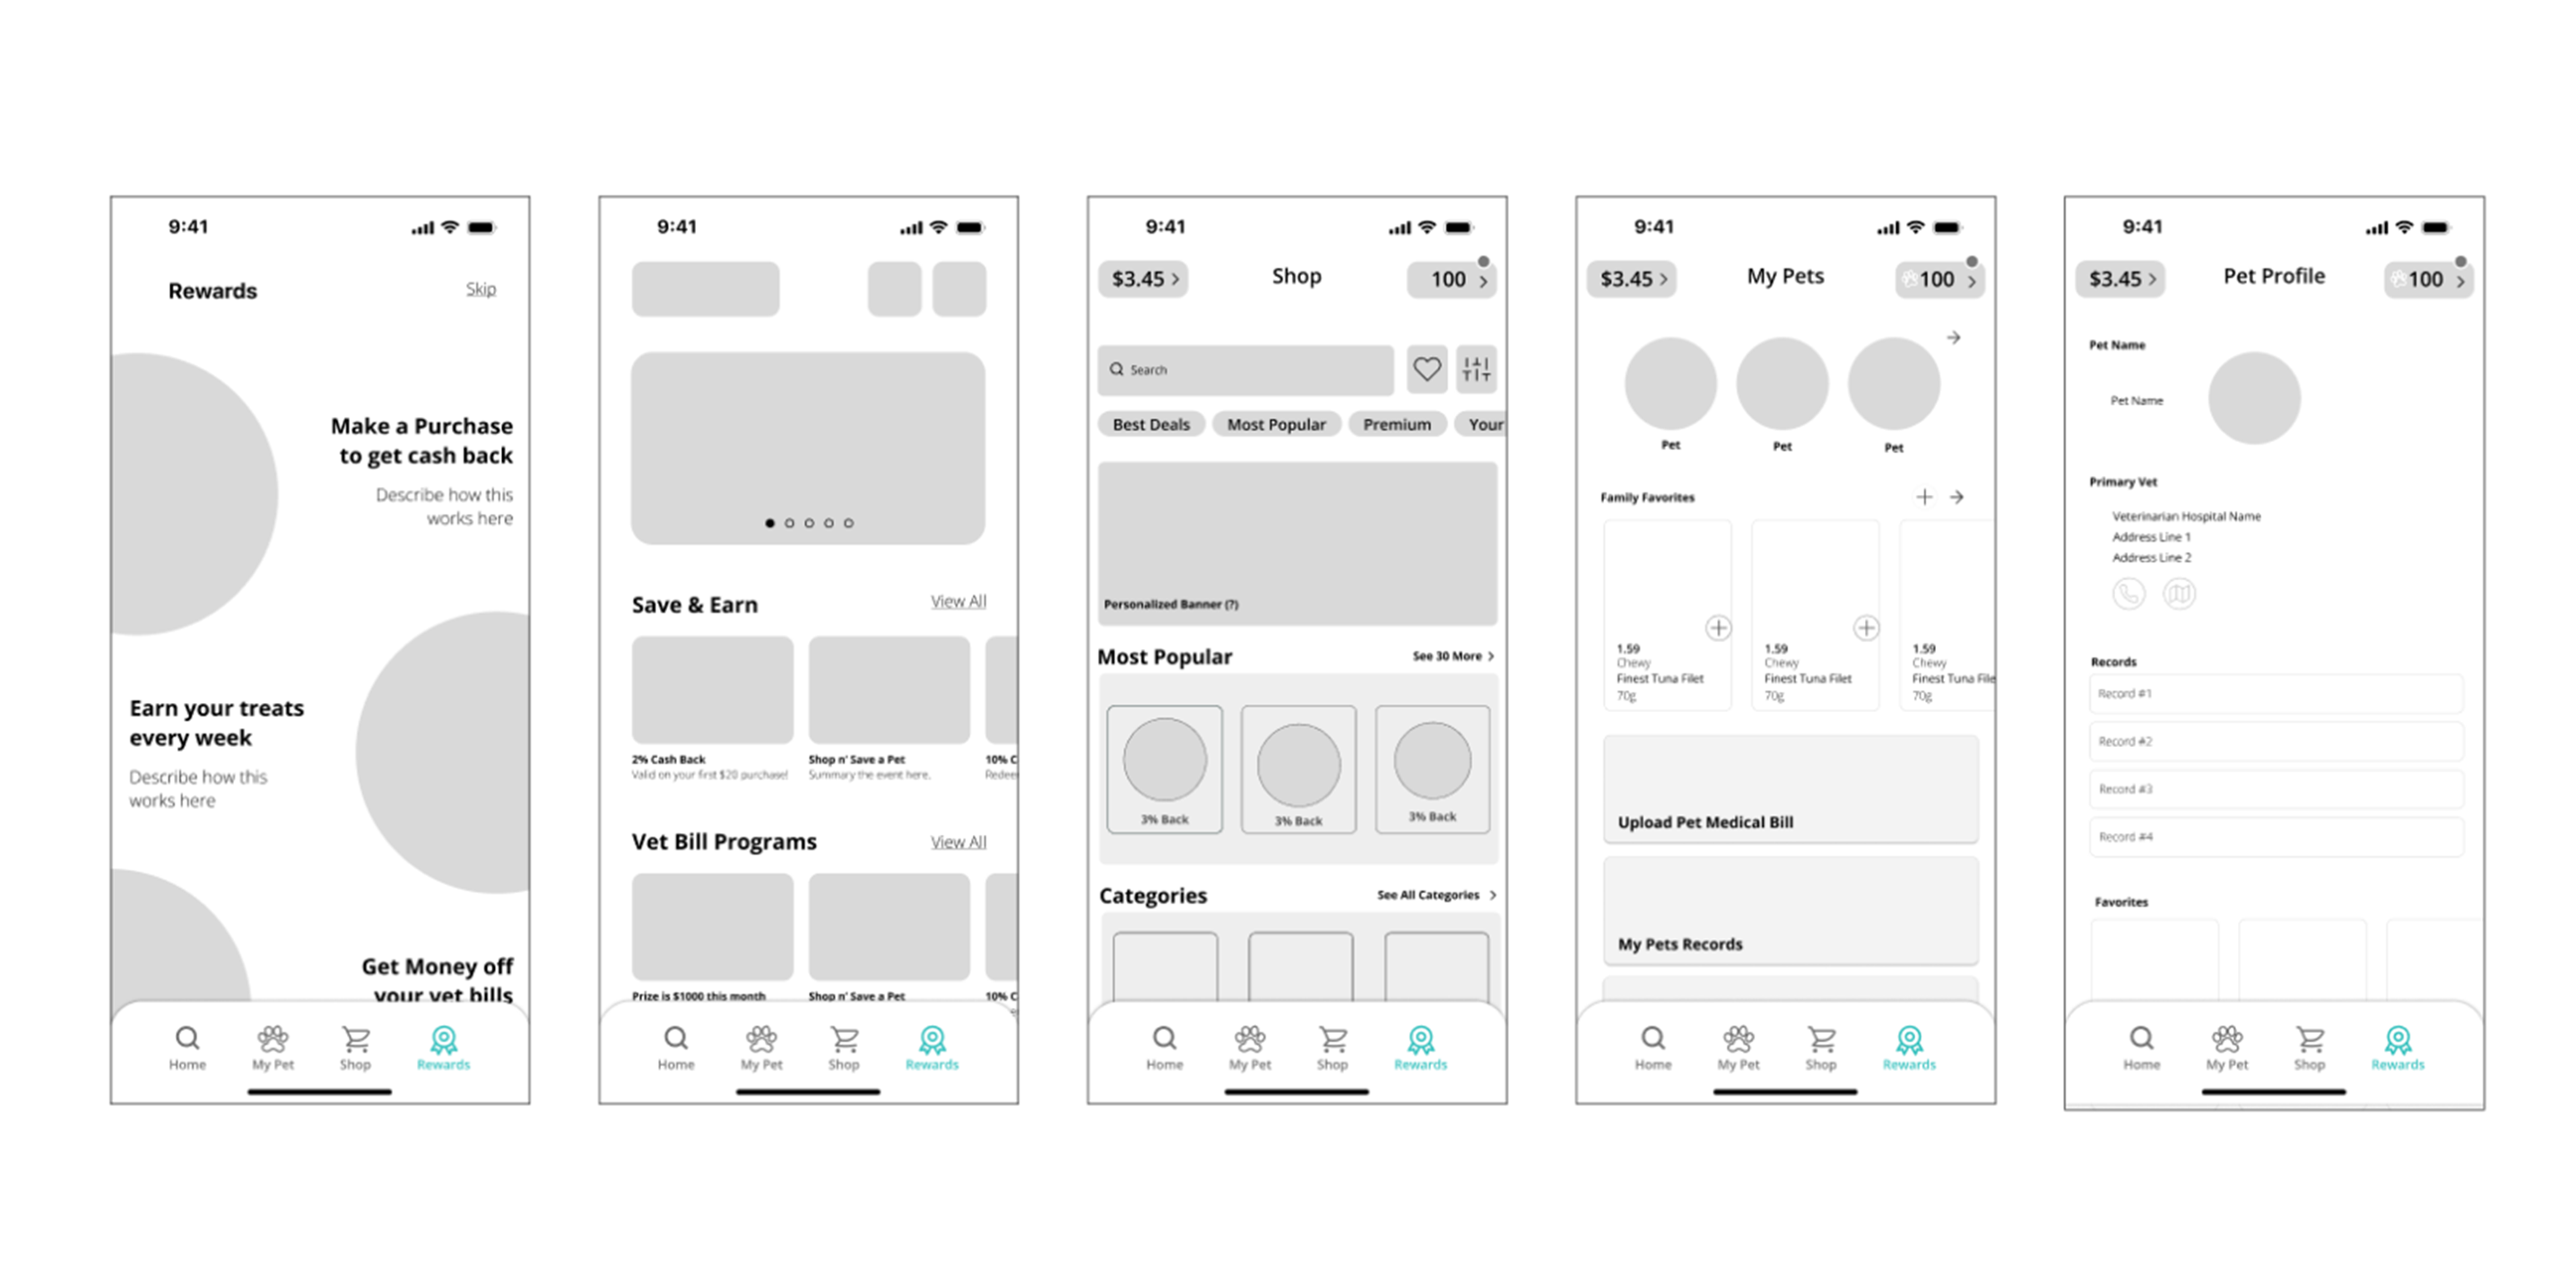 9:41
Rewards
Skip
Make a Purchase
to get cash back
Describe how this
works here
Earn your treats
every week
Describe how this
works here
Get Money off
your vet bills
Home
My Pet
Shop
Rewards
9:41
Save & Earn
View All
2% Cash Back
Shop n' Save a Pet
10% C
Valid on your first $20 purchase!
Summary the event here.
Redee
Vet Bill Programs
View All
Prize is $1000 this month
Shop n' Save a Pet
10% C
Home
My Pet
Shop
Rewards
9:41
$3.45
Shop
100
Search
Best Deals
Most Popular
Premium
Your
Personalized Banner (?)
Most Popular
See 30 More
3% Back
3% Back
3% Back
Categories
See All Categories
Home
My Pet
Shop
Rewards
9:41
$3.45
My Pets
100
Pet
Pet
Pet
Family Favorites
1.59
Chewy
Finest Tuna Filet
70g
1.59
Chewy
Finest Tuna Filet
70g
1.59
Chewy
Finest Tuna File
70g
Upload Pet Medical Bill
My Pets Records
Home
My Pet
Shop
Rewards
9:41
$3.45
Pet Profile
100
Pet Name
Pet Name
Primary Vet
Veterinarian Hospital Name
Address Line 1
Address Line 2
Records
Record #1
Record #2
Record #3
Record #4
Favorites
Home
My Pet
Shop
Rewards